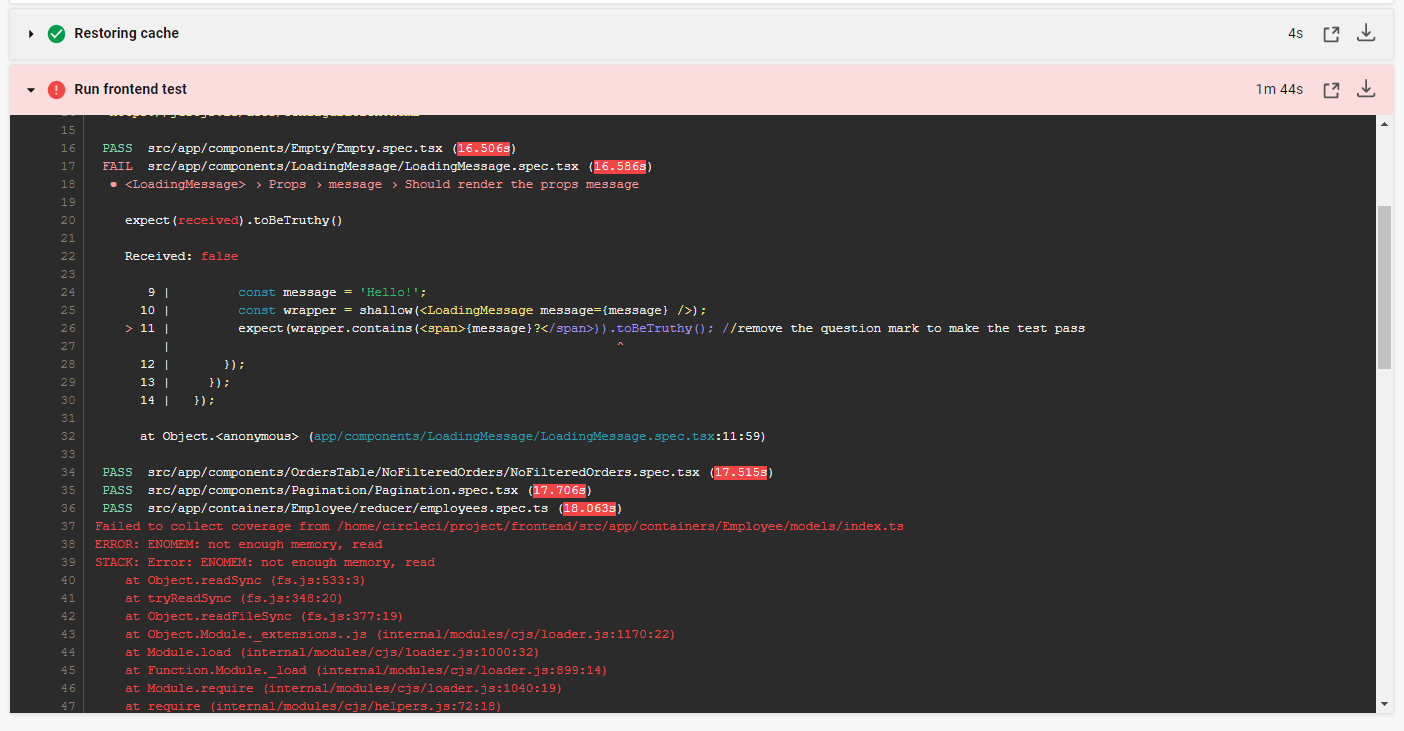 Restoring cache 4s
Run frontend test 1m 44s
15
16 PASS src/app/components/Empty/Empty.spec.tsx (16.506s)
17 FAIL src/app/components/LoadingMessage/LoadingMessage.spec.tsx (16.586s)
18 ● <LoadingMessage> › Props › message › Should render the props message
19
20 expect(received).toBeTruthy()
21
22 Received: false
23
24 9 | const message = 'Hello!';
25 10 | const wrapper = shallow(<LoadingMessage message={message} />);
26 > 11 | expect(wrapper.contains(<span>{message}?</span>)).toBeTruthy(); //remove the question mark to make the test pass
27 | ^
28 12 | });
29 13 | });
30 14 | });
31
32 at Object.<anonymous> (app/components/LoadingMessage/LoadingMessage.spec.tsx:11:59)
33
34 PASS src/app/components/OrdersTable/NoFilteredOrders/NoFilteredOrders.spec.tsx (17.515s)
35 PASS src/app/components/Pagination/Pagination.spec.tsx (17.706s)
36 PASS src/app/containers/Employee/reducer/employees.spec.ts (18.063s)
37 Failed to collect coverage from /home/circleci/project/frontend/src/app/containers/Employee/models/index.ts
38 ERROR: ENOMEM: not enough memory, read
39 STACK: Error: ENOMEM: not enough memory, read
40 at Object.readSync (fs.js:533:3)
41 at tryReadSync (fs.js:348:20)
42 at Object.readFileSync (fs.js:377:19)
43 at Object.Module._extensions..js (internal/modules/cjs/loader.js:1170:22)
44 at Module.load (internal/modules/cjs/loader.js:1000:32)
45 at Function.Module._load (internal/modules/cjs/loader.js:899:14)
46 at Module.require (internal/modules/cjs/loader.js:1040:19)
47 at require (internal/modules/cjs/helpers.js:72:18)